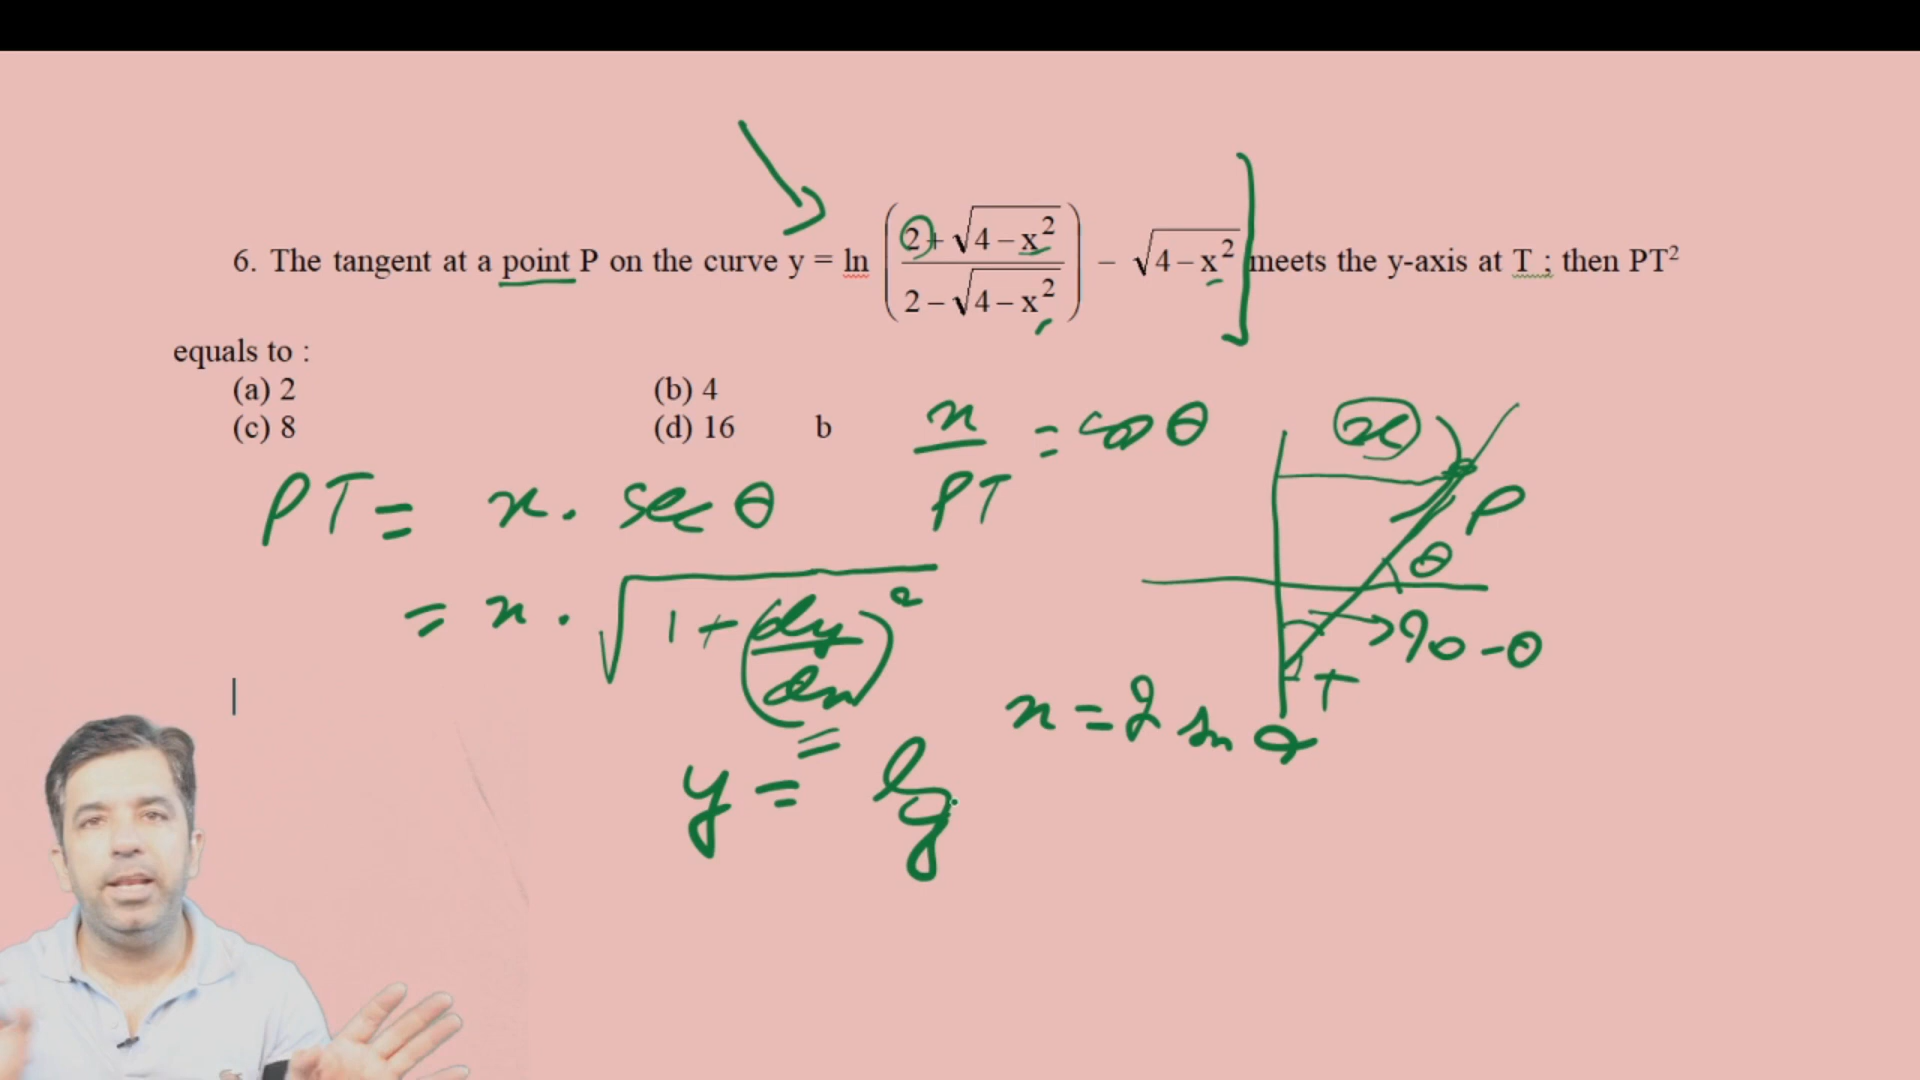 6. The tangent at a point P on the curve y = ln ( (2 + √(4 – x²)) / (2 – √(4 – x²)) ) – √(4 – x²) meets the y-axis at T ; then PT²
equals to :
(a) 2 (b) 4
(c) 8 (d) 16 b
x/PT = cos θ
PT = x . sec θ
= x . √(1 + (dy/dx)²)
x
P
θ
90 - θ
T
x = 2 sin α
y = lg